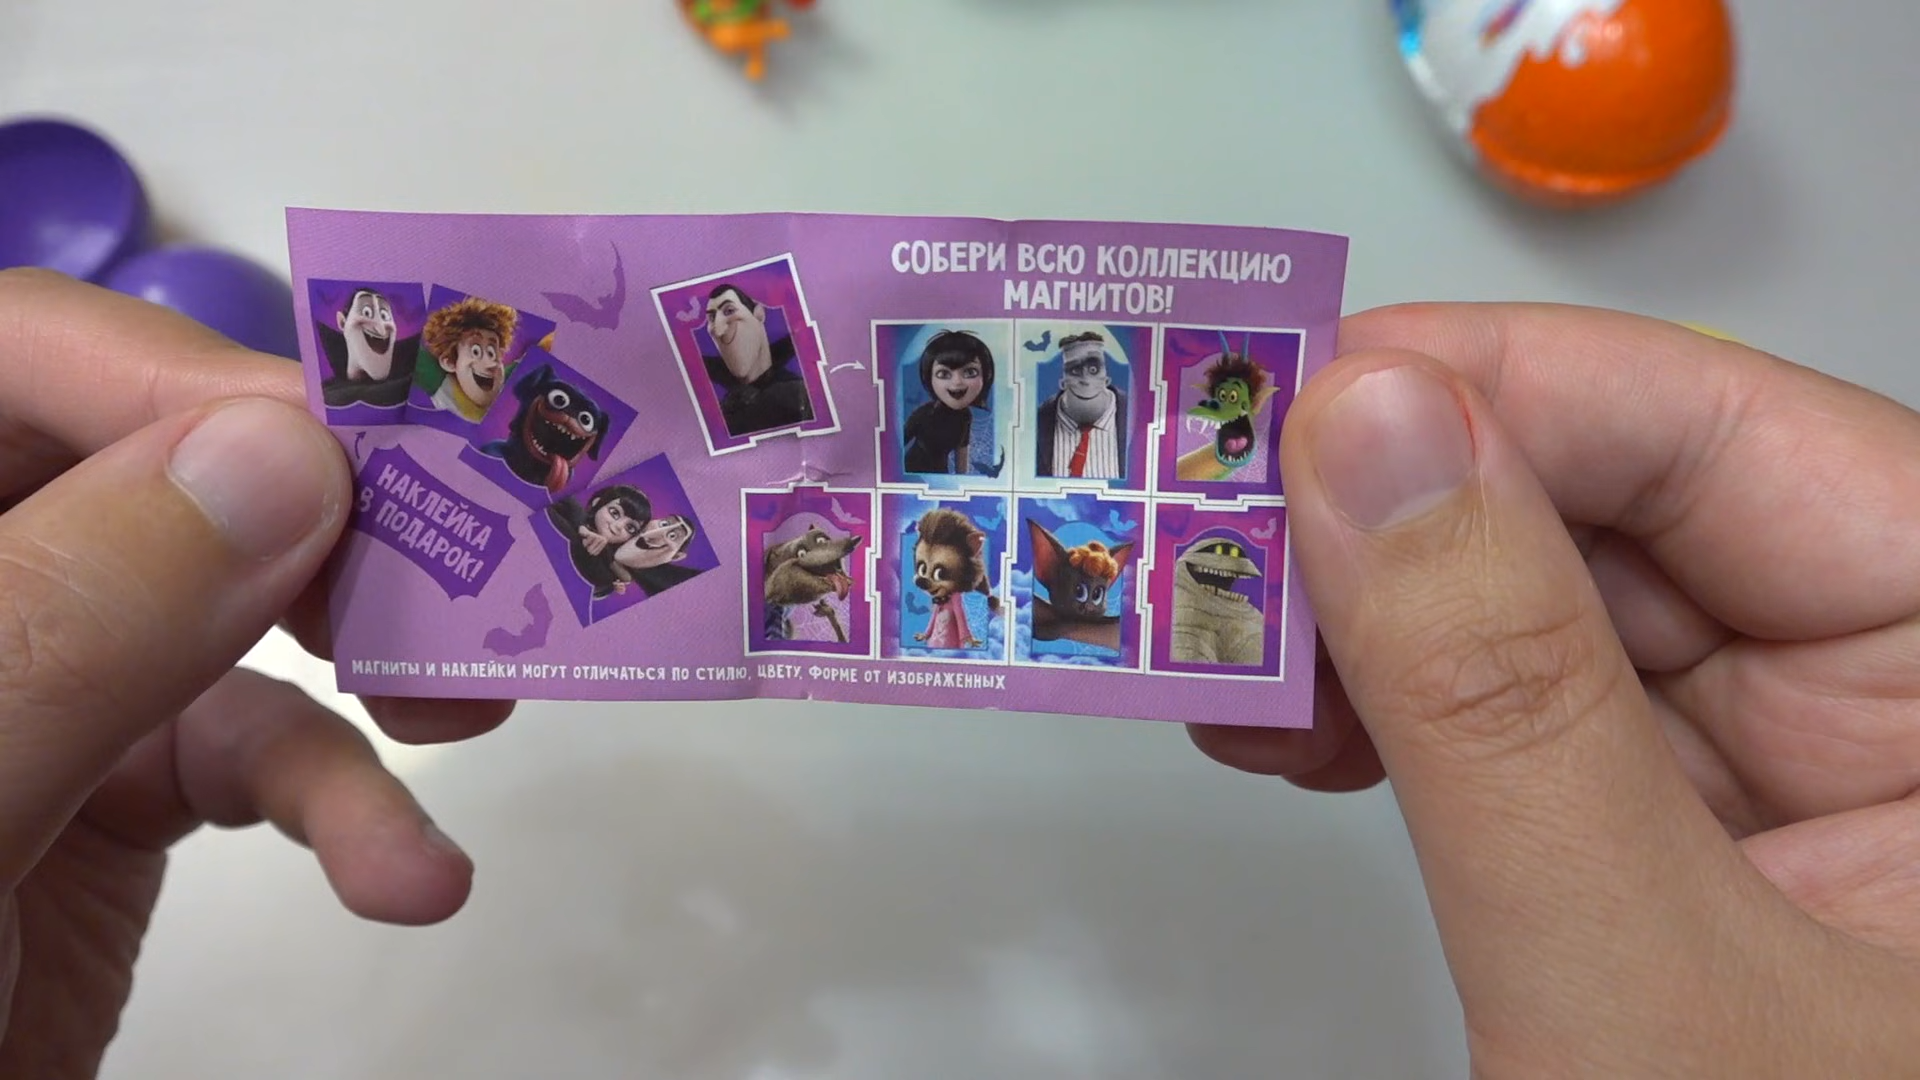 СОБЕРИ ВСЮ КОЛЛЕКЦИЮ
МАГНИТОВ!
НАКЛЕЙКА
В ПОДАРОК!
МАГНИТЫ И НАКЛЕЙКИ МОГУТ ОТЛИЧАТЬСЯ ПО СТИЛЮ, ЦВЕТУ, ФОРМЕ ОТ ИЗОБРАЖЕННЫХ